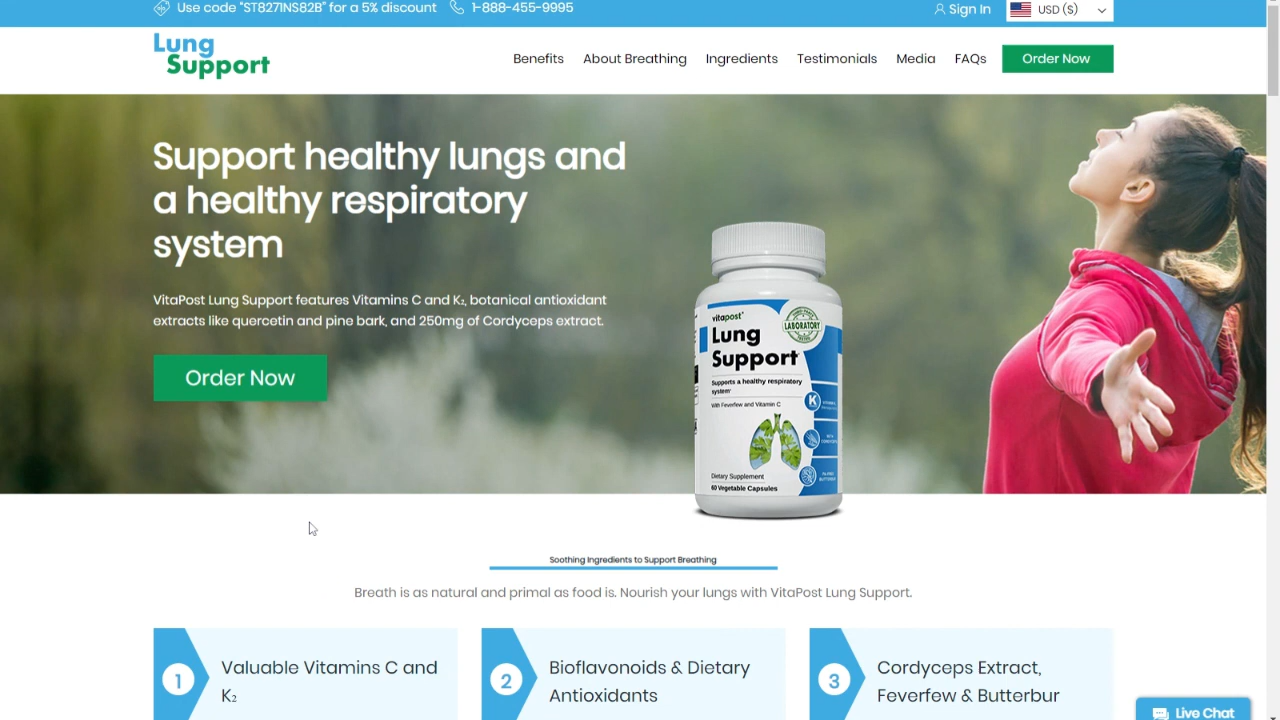 Use code "ST827INS82B" for a 5% discount
1-888-455-9995
Sign In
USD ($)
Lung
Support
Benefits
About Breathing
Ingredients
Testimonials
Media
FAQs
Order Now
Support healthy lungs and
a healthy respiratory
system
VitaPost Lung Support features Vitamins C and K₂, botanical antioxidant
extracts like quercetin and pine bark, and 250mg of Cordyceps extract.
Order Now
vitapost
LABORATORY
Lung
Support
Supports a healthy respiratory
system
With Feverfew and Vitamin C
K
Dietary Supplement
60 Vegetable Capsules
Soothing Ingredients to Support Breathing
Breath is as natural and primal as food is. Nourish your lungs with VitaPost Lung Support.
1
Valuable Vitamins C and
K₂
2
Bioflavonoids & Dietary
Antioxidants
3
Cordyceps Extract,
Feverfew & Butterbur
Live Chat